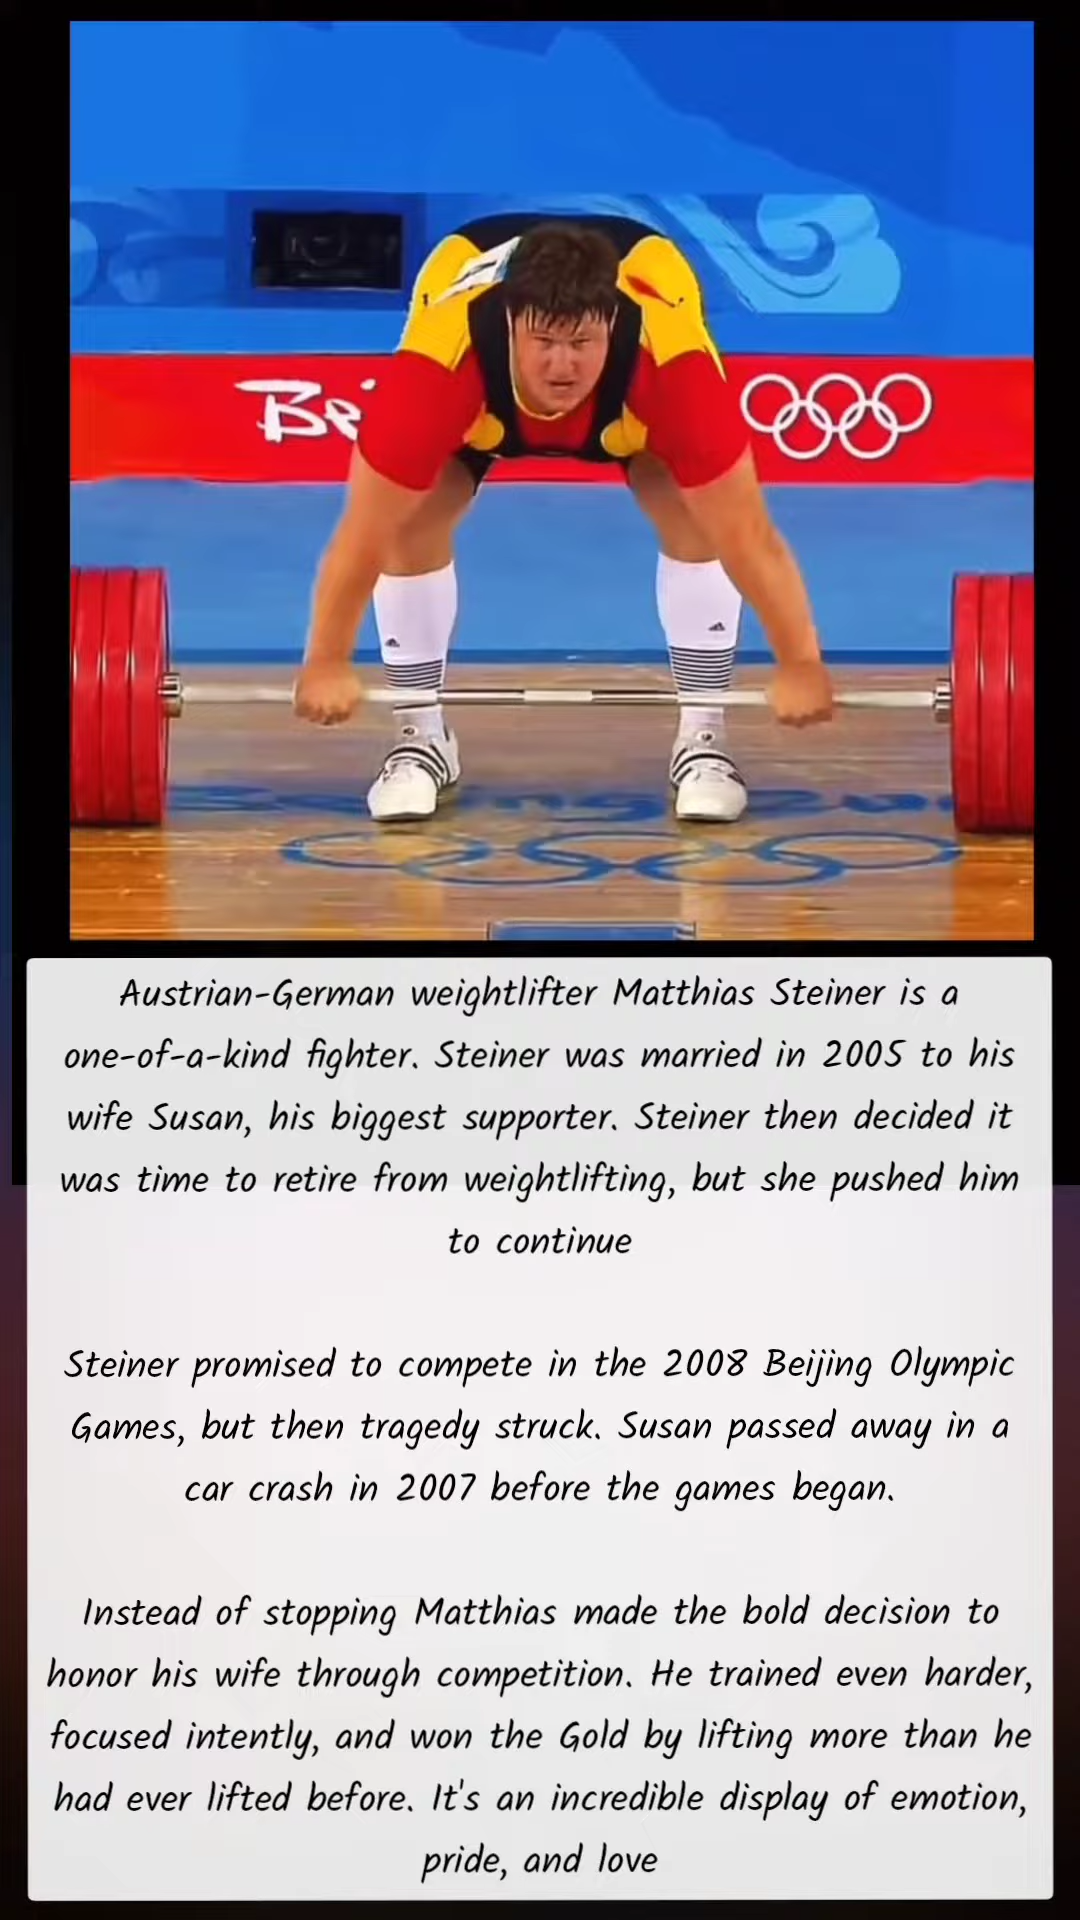 Bei
Beijing 2008
Austrian-German weightlifter Matthias Steiner is a
one-of-a-kind fighter. Steiner was married in 2005 to his
wife Susan, his biggest supporter. Steiner then decided it
was time to retire from weightlifting, but she pushed him
to continue
Steiner promised to compete in the 2008 Beijing Olympic
Games, but then tragedy struck. Susan passed away in a
car crash in 2007 before the games began.
Instead of stopping Matthias made the bold decision to
honor his wife through competition. He trained even harder,
focused intently, and won the Gold by lifting more than he
had ever lifted before. It's an incredible display of emotion,
pride, and love